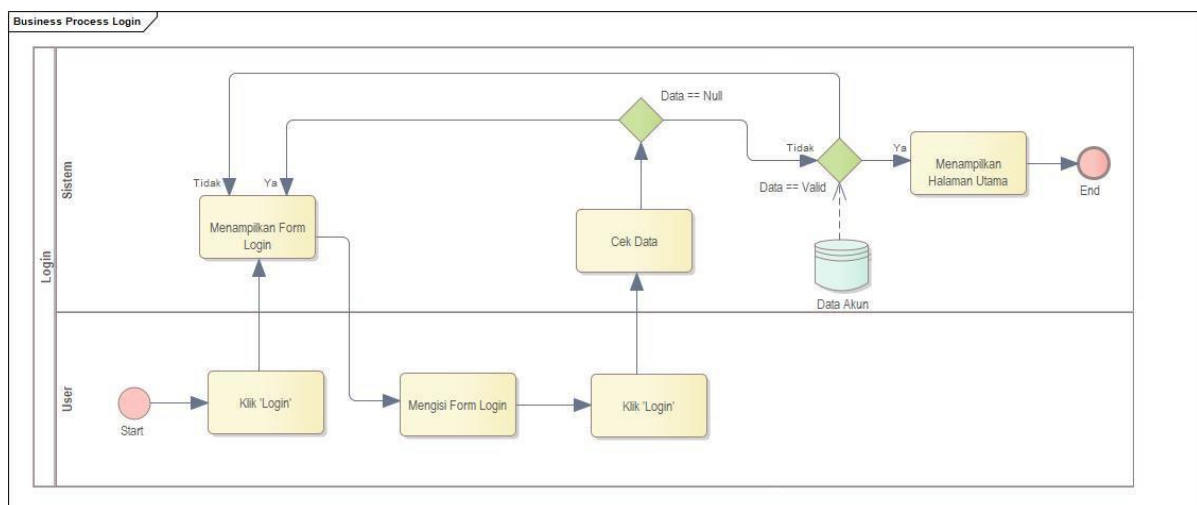 Business Process Login
Login
Sistem
Data == Null
Tidak
Ya
Tidak
Ya
Data == Valid
Menampilkan Form
Login
Cek Data
Menampilkan
Halaman Utama
End
Data Akun
User
Start
Klik 'Login'
Mengisi Form Login
Klik 'Login'